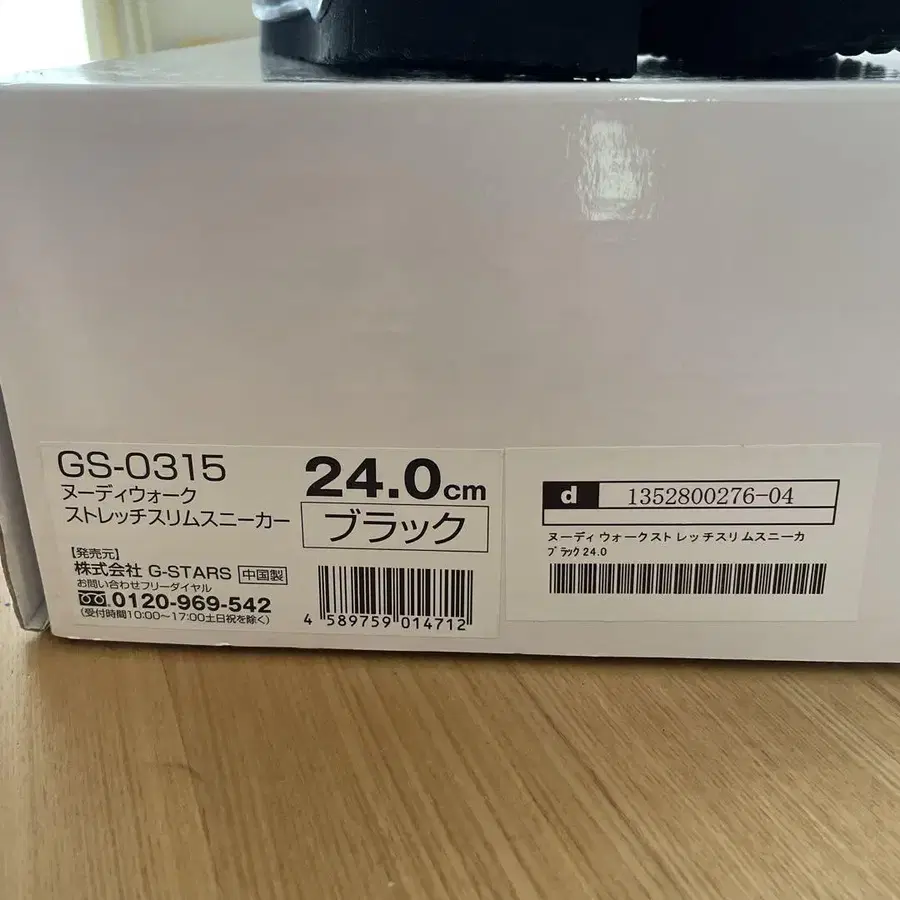 GS-0315
ヌーディウォーク
ストレッチスリムスニーカー
24.0cm
ブラック
【発売元】
株式会社 G-STARS 中国製
お問い合わせフリーダイヤル
0120-969-542
(受付時間10:00〜17:00土日祝を除く)
4 589759 014712
d 1352800276-04
ヌーディウォークストレッチスリムスニーカ
ブラック24.0